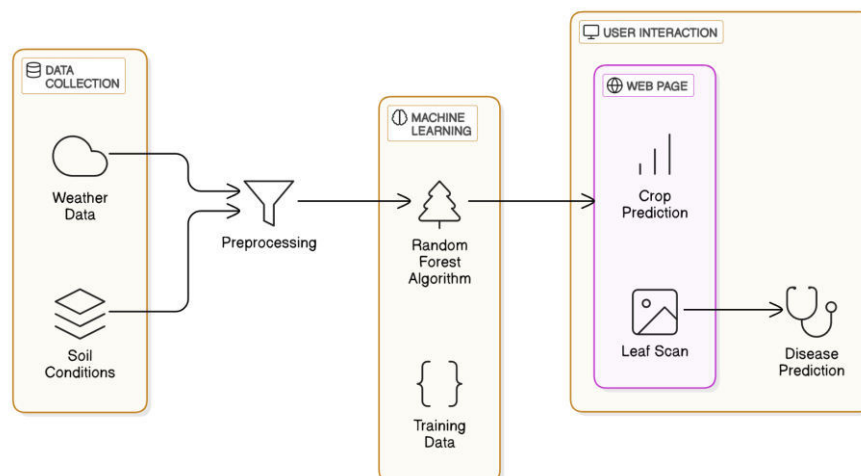 DATA
COLLECTION
Weather
Data
Soil
Conditions
Preprocessing
MACHINE
LEARNING
Random
Forest
Algorithm
Training
Data
USER INTERACTION
WEB PAGE
Crop
Prediction
Leaf Scan
Disease
Prediction